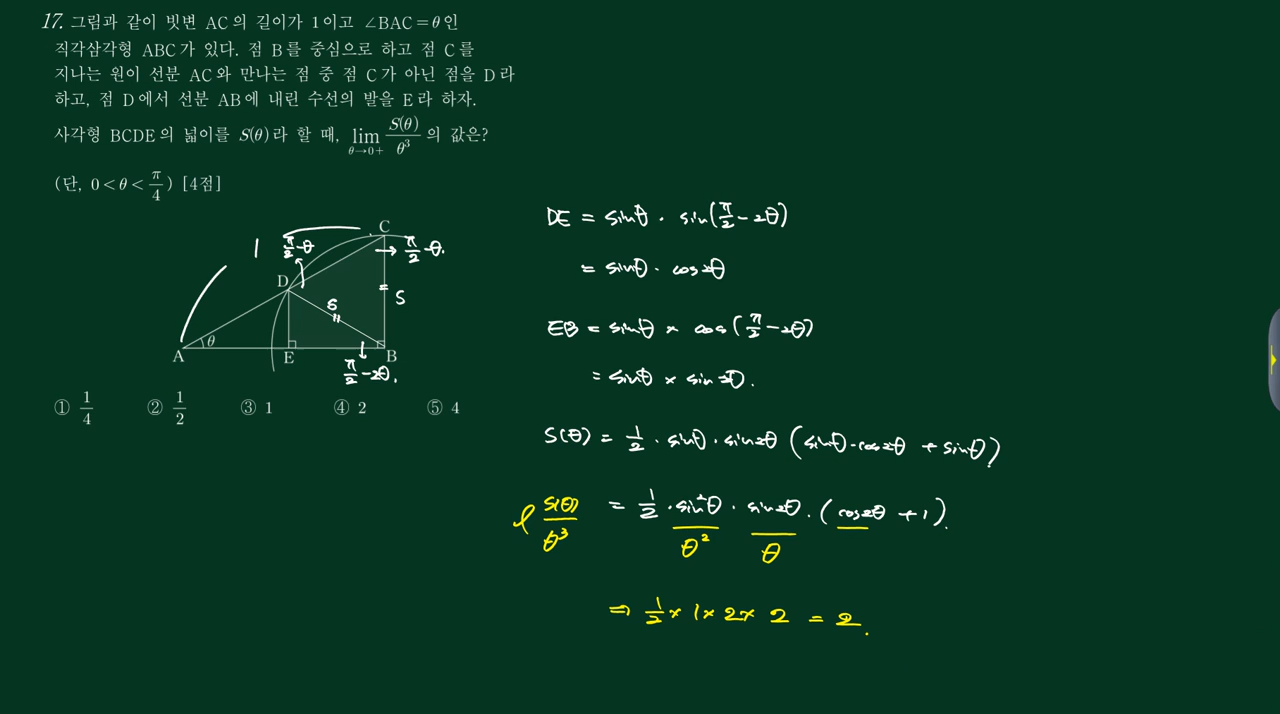 17. 그림과 같이 빗변 AC의 길이가 1이고 ∠BAC=θ인
직각삼각형 ABC가 있다. 점 B를 중심으로 하고 점 C를
지나는 원이 선분 AC와 만나는 점 중 점 C가 아닌 점을 D라
하고, 점 D에서 선분 AB에 내린 수선의 발을 E라 하자.
사각형 BCDE의 넓이를 S(θ)라 할 때, lim θ→0+ S(θ)/θ³ 의 값은?
(단, 0<θ<π/4) [4점]
C
1 π/2-θ → π/2-θ.
D
S S
A θ E B
π/2-2θ.
① 1/4 ② 1/2 ③ 1 ④ 2 ⑤ 4
DE = sinθ · sin(π/2-2θ)
= sinθ · cos2θ
EB = sinθ × cos(π/2-2θ)
= sinθ × sin2θ.
S(θ) = 1/2 · sinθ · sin2θ (sinθ·cos2θ + sinθ)
l S(θ)/θ³ = 1/2 · sin²θ · sin2θ · (cos2θ + 1).
θ² θ
⇒ 1/2 × 1 × 2 × 2 = 2.